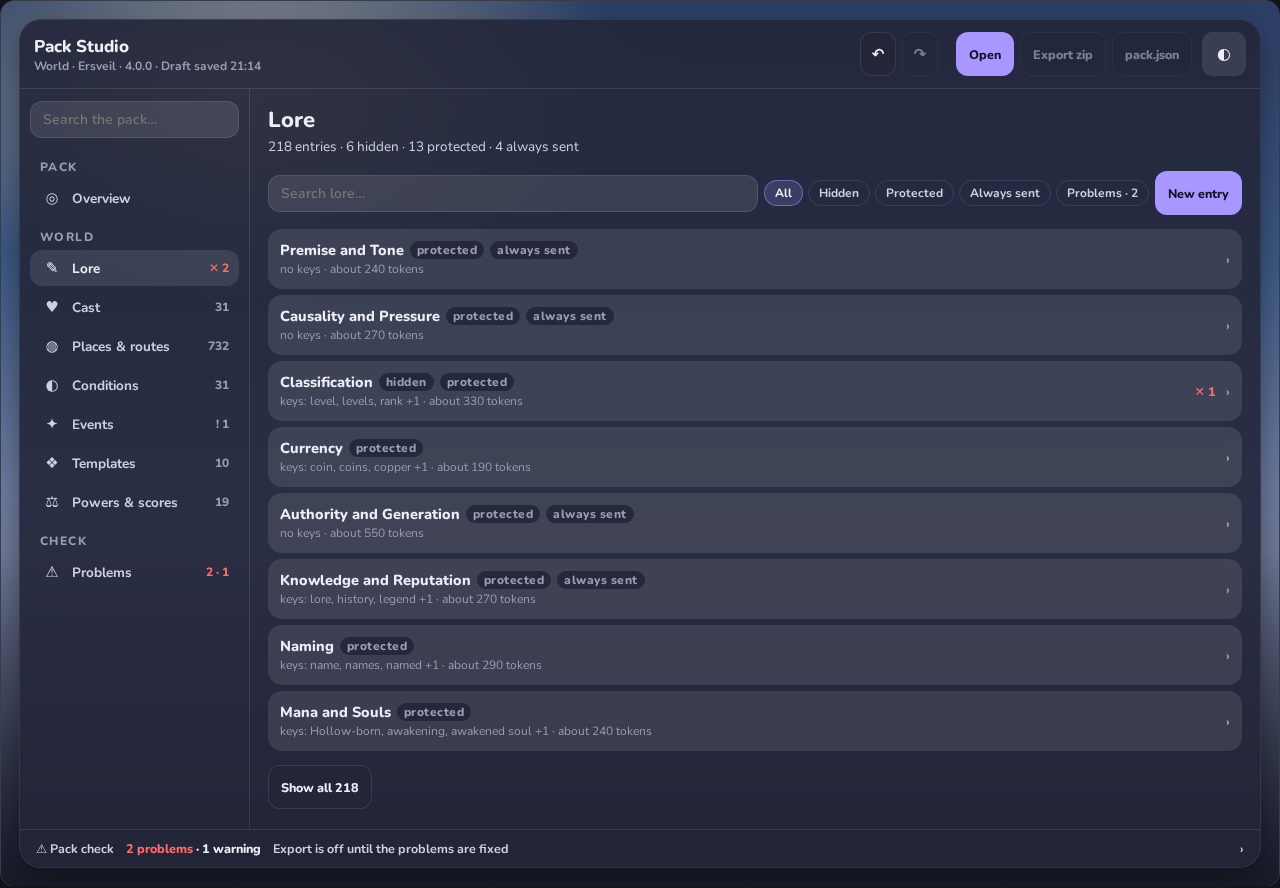 Pack Studio
World · Ersveil · 4.0.0 · Draft saved 21:14
Open
Export zip
pack.json
Search the pack...
PACK
Overview
WORLD
Lore × 2
Cast 31
Places & routes 732
Conditions 31
Events ! 1
Templates 10
Powers & scores 19
CHECK
Problems 2 · 1
Lore
218 entries · 6 hidden · 13 protected · 4 always sent
Search lore...
All
Hidden
Protected
Always sent
Problems · 2
New entry
Premise and Tone protected always sent
no keys · about 240 tokens
Causality and Pressure protected always sent
no keys · about 270 tokens
Classification hidden protected
keys: level, levels, rank +1 · about 330 tokens
× 1
Currency protected
keys: coin, coins, copper +1 · about 190 tokens
Authority and Generation protected always sent
no keys · about 550 tokens
Knowledge and Reputation protected always sent
keys: lore, history, legend +1 · about 270 tokens
Naming protected
keys: name, names, named +1 · about 290 tokens
Mana and Souls protected
keys: Hollow-born, awakening, awakened soul +1 · about 240 tokens
Show all 218
⚠ Pack check 2 problems · 1 warning Export is off until the problems are fixed